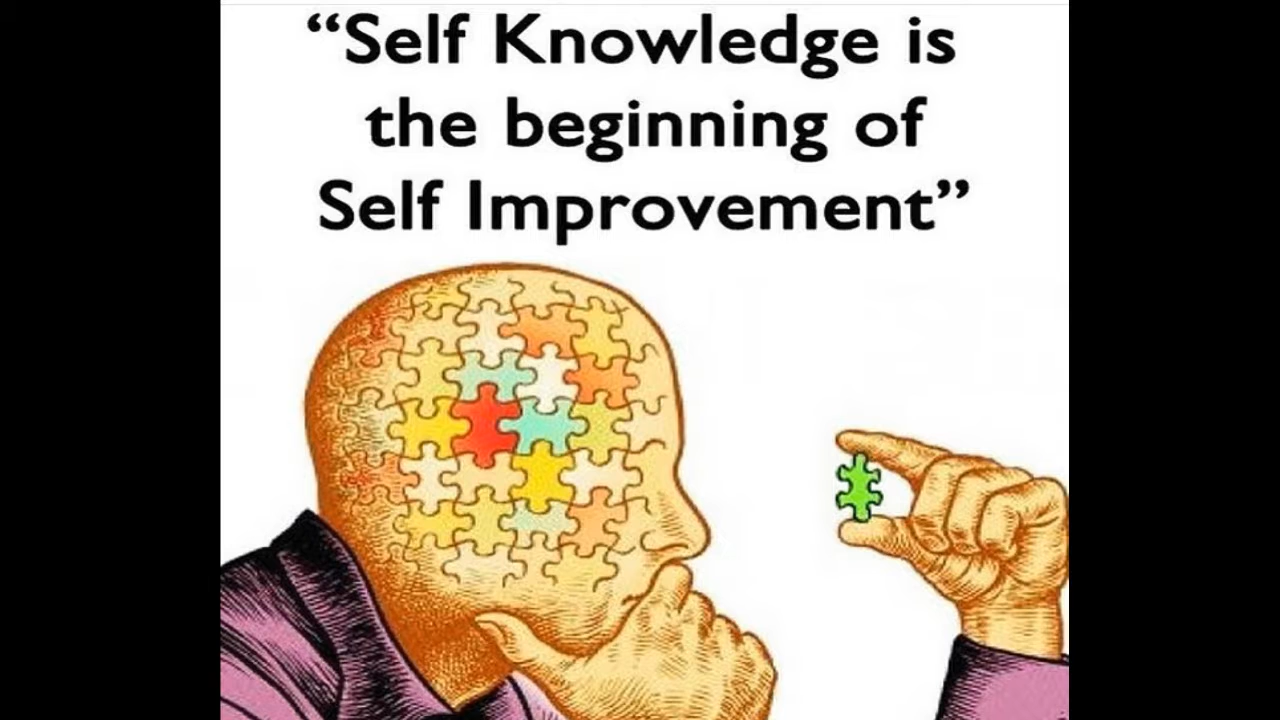 “Self Knowledge is
the beginning of
Self Improvement”